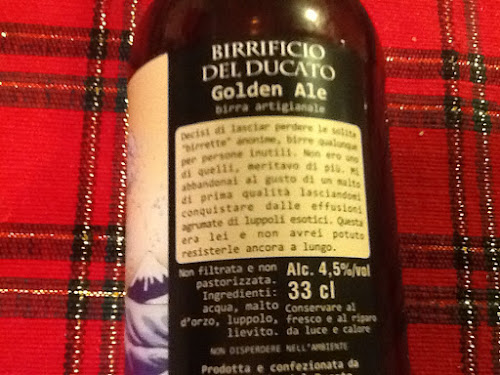 BIRRIFICIO
DEL DUCATO
Golden Ale
birra artigianale
Decisi di lasciar perdere le solite
"birrette" anonime, birre qualunque
per persone inutili. Non ero uno
di quelli, meritavo di più. Mi
abbandonai al gusto di un malto
di prima qualità lasciandomi
conquistare dalle effusioni
agrumate di luppoli esotici. Questa
era lei e non avrei potuto
resisterle ancora a lungo.
Non filtrata e non
pastorizzata.
Ingredienti:
acqua, malto
d'orzo, luppolo,
lievito.
Alc. 4,5%/vol
33 cl
Conservare al
fresco e al riparo
da luce e calore
NON DISPERDERE NELL'AMBIENTE
Prodotta e confezionata da